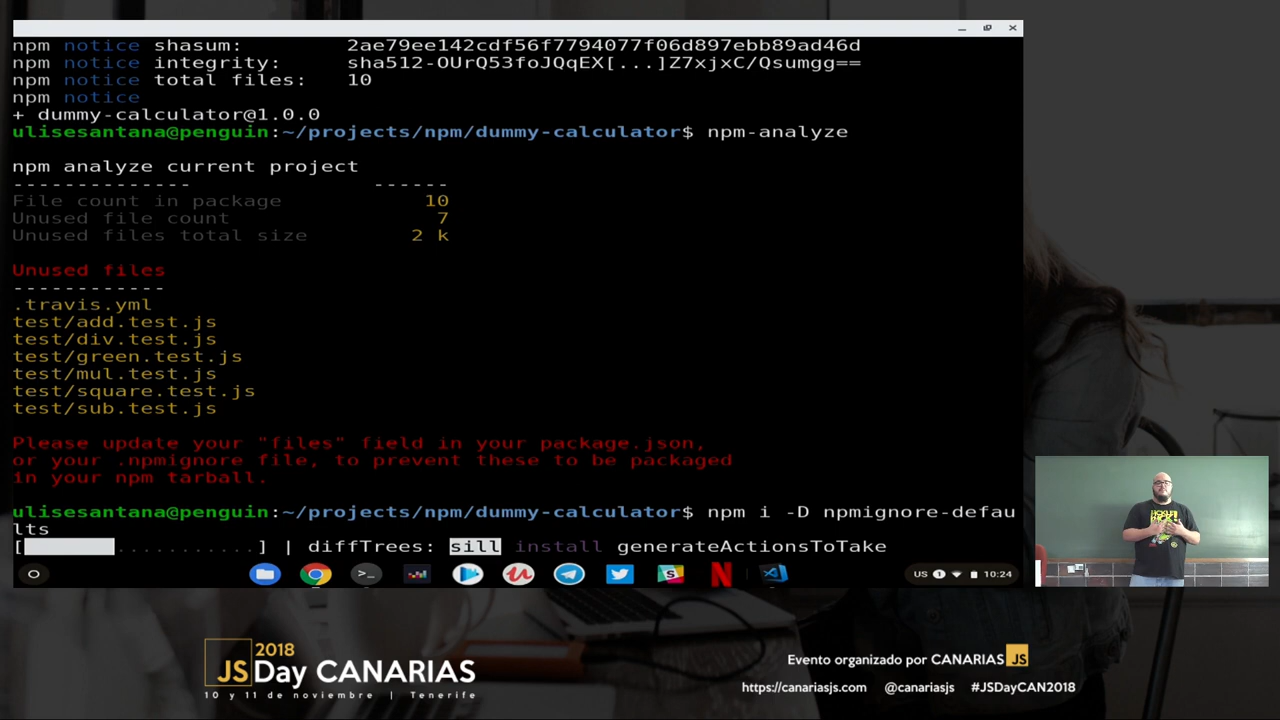 npm notice shasum: 2ae79ee142cdf56f7794077f06d897ebb89ad46d
npm notice integrity: sha512-OUrQ53foJQqEX[...]Z7xjxC/Qsumgg==
npm notice total files: 10
npm notice
+ dummy-calculator@1.0.0
ulisesantana@penguin:~/projects/npm/dummy-calculator$ npm-analyze
npm analyze current project
-------------- ------
File count in package 10
Unused file count 7
Unused files total size 2 k
Unused files
------------
.travis.yml
test/add.test.js
test/div.test.js
test/green.test.js
test/mul.test.js
test/square.test.js
test/sub.test.js
Please update your "files" field in your package.json,
or your .npmignore file, to prevent these to be packaged
in your npm tarball.
ulisesantana@penguin:~/projects/npm/dummy-calculator$ npm i -D npmignore-defau
lts
[ ...........] | diffTrees: sill install generateActionsToTake
US 1 10:24
2018
JSDay CANARIAS
10 y 11 de noviembre | Tenerife
Evento organizado por CANARIAS JS
https://canariasjs.com @canariasjs #JSDayCAN2018